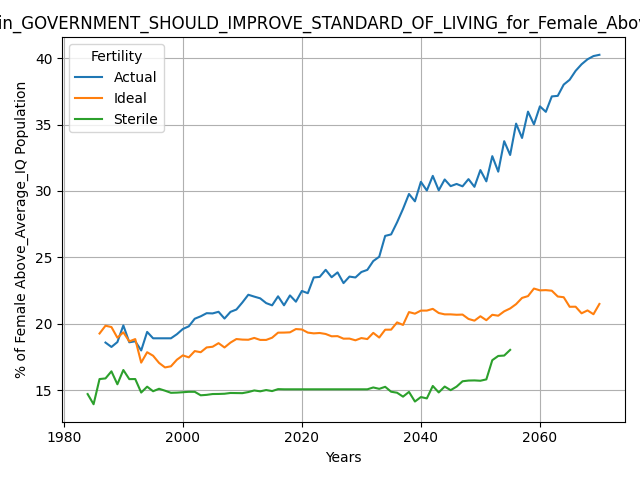 in_GOVERNMENT_SHOULD_IMPROVE_STANDARD_OF_LIVING_for_Female_Abov
Fertility
Actual
Ideal
Sterile
% of Female Above_Average_IQ Population
40
35
30
25
20
15
1980 2000 2020 2040 2060
Years